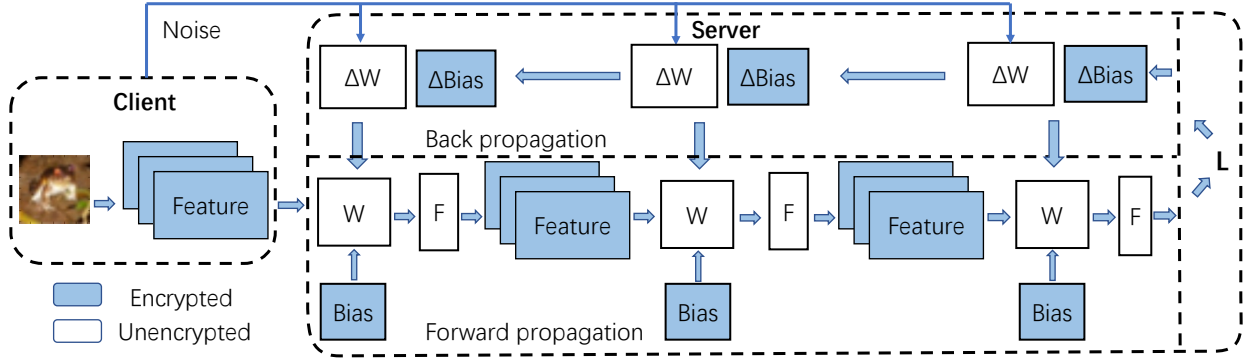 Noise
Server
ΔW ΔBias ΔW ΔBias ΔW ΔBias
Client
Back propagation
L
Feature W F Feature W F Feature W F
Encrypted
Bias Bias Bias
Unencrypted
Forward propagation